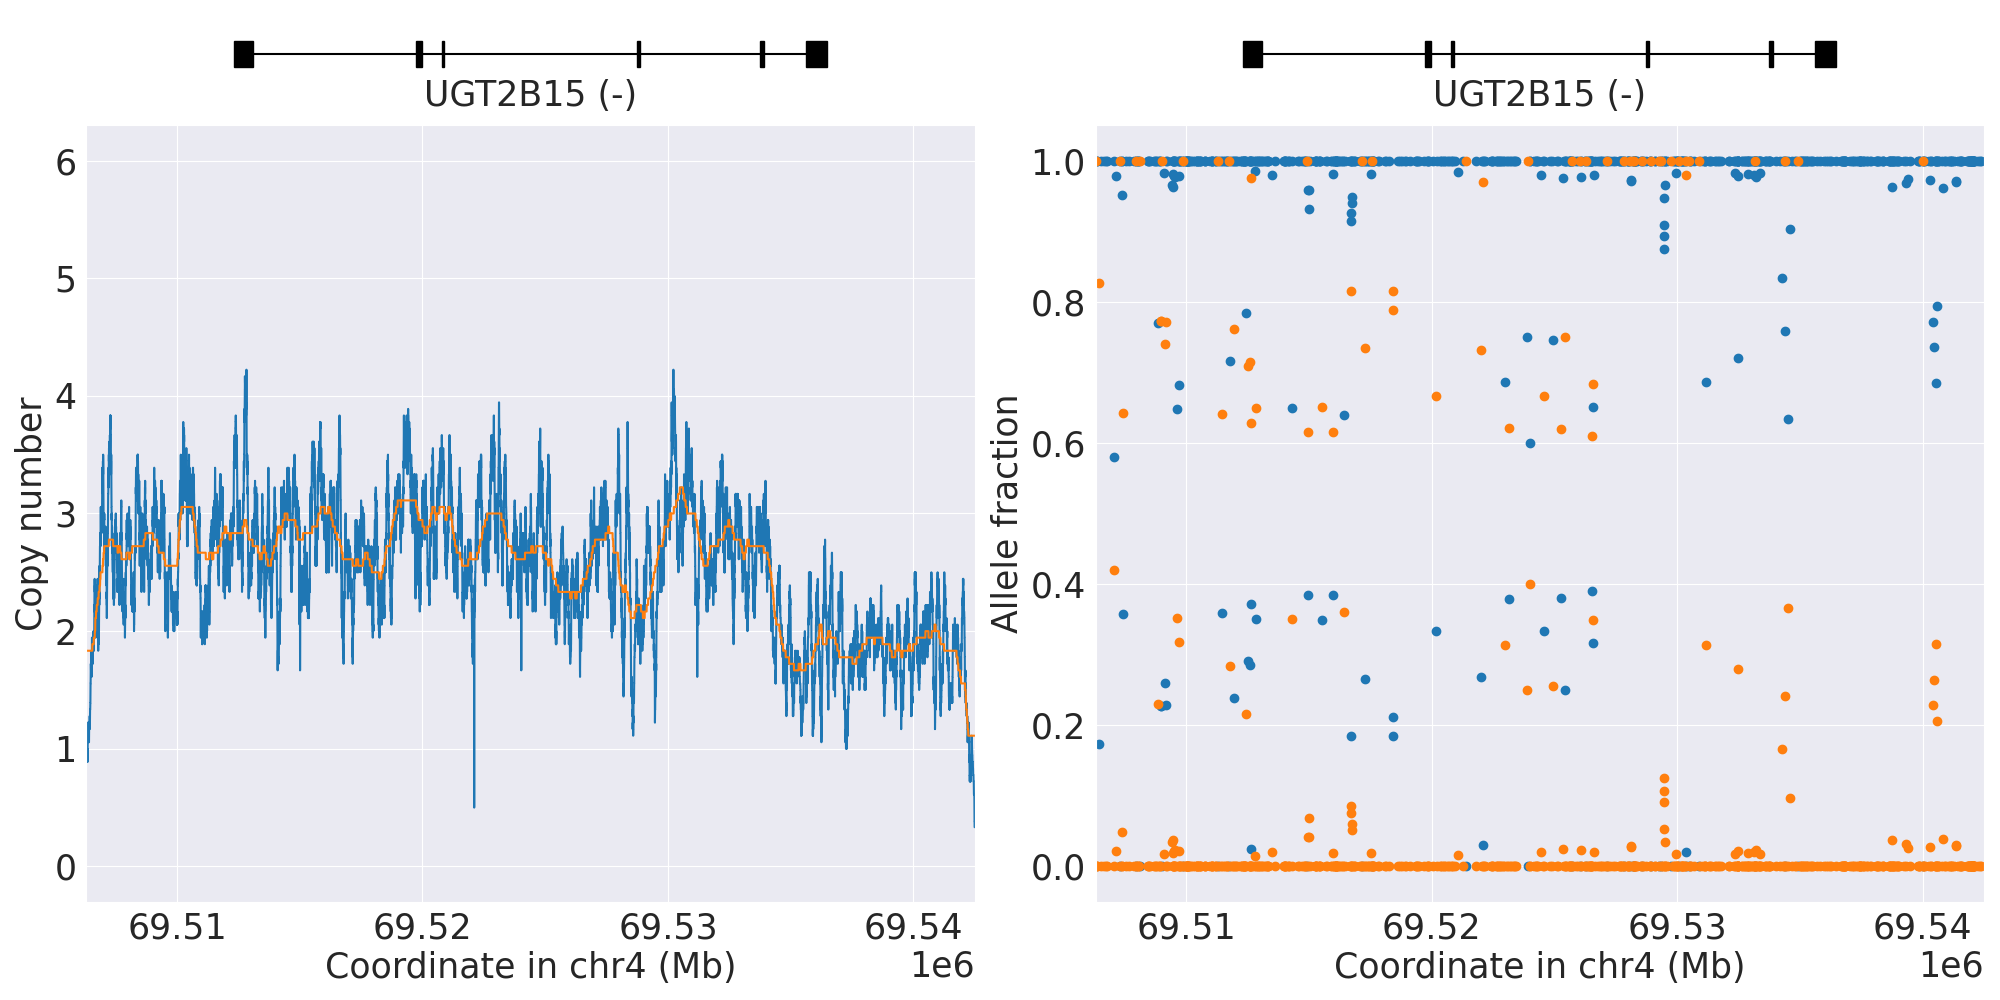 UGT2B15 (-)
6
5
4
3
2
1
0
Copy number
69.51 69.52 69.53 69.54
Coordinate in chr4 (Mb)
1e6
UGT2B15 (-)
1.0
0.8
0.6
0.4
0.2
0.0
Allele fraction
69.51 69.52 69.53 69.54
Coordinate in chr4 (Mb)
1e6